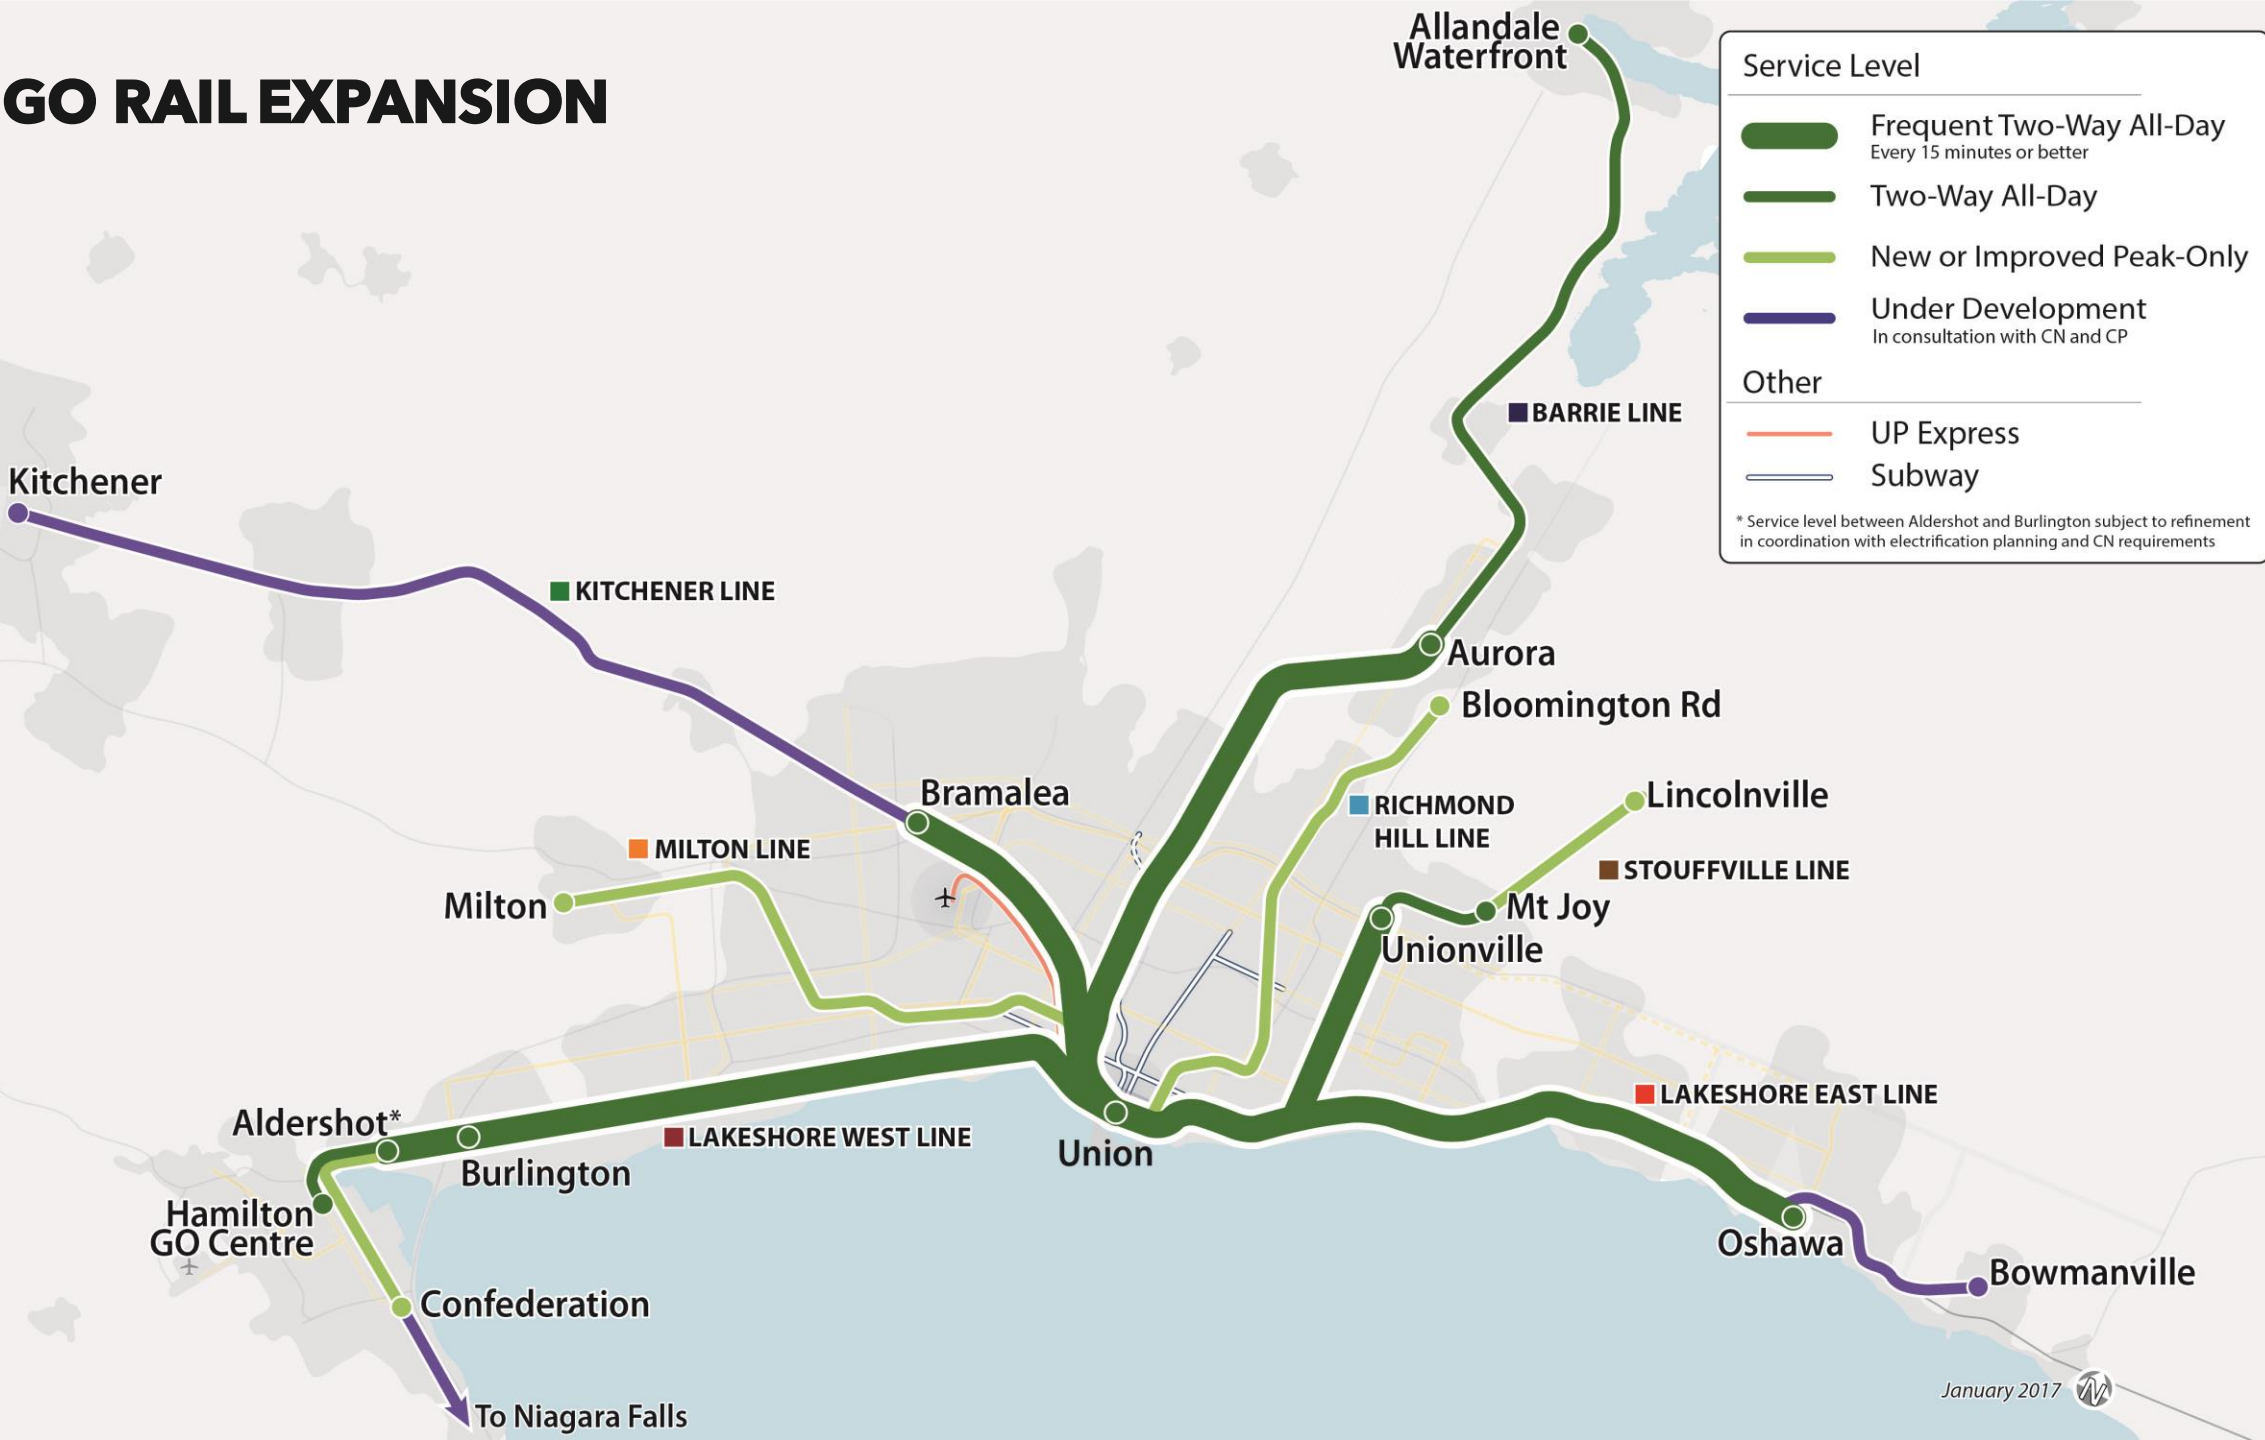 GO RAIL EXPANSION
Allandale
Waterfront
Service Level
Frequent Two-Way All-Day
Every 15 minutes or better
Two-Way All-Day
New or Improved Peak-Only
Under Development
In consultation with CN and CP
Other
UP Express
Subway
* Service level between Aldershot and Burlington subject to refinement
in coordination with electrification planning and CN requirements
BARRIE LINE
Kitchener
KITCHENER LINE
Aurora
Bloomington Rd
Bramalea
Lincolnville
RICHMOND
HILL LINE
MILTON LINE
STOUFFVILLE LINE
Milton
Mt Joy
Unionville
LAKESHORE EAST LINE
Aldershot*
LAKESHORE WEST LINE
Union
Burlington
Hamilton
GO Centre
Oshawa
Bowmanville
Confederation
January 2017
N
To Niagara Falls